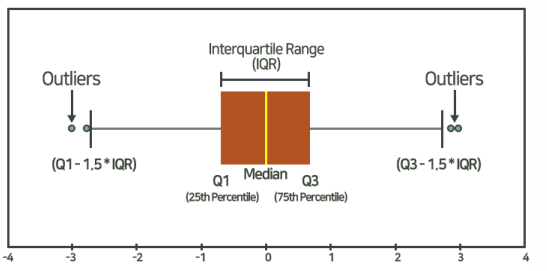 Interquartile Range
(IQR)
Outliers
Outliers
(Q1 - 1.5 * IQR)
(Q3 - 1.5 * IQR)
Median
Q1
Q3
(25th Percentile)
(75th Percentile)
-4 -3 -2 -1 0 1 2 3 4